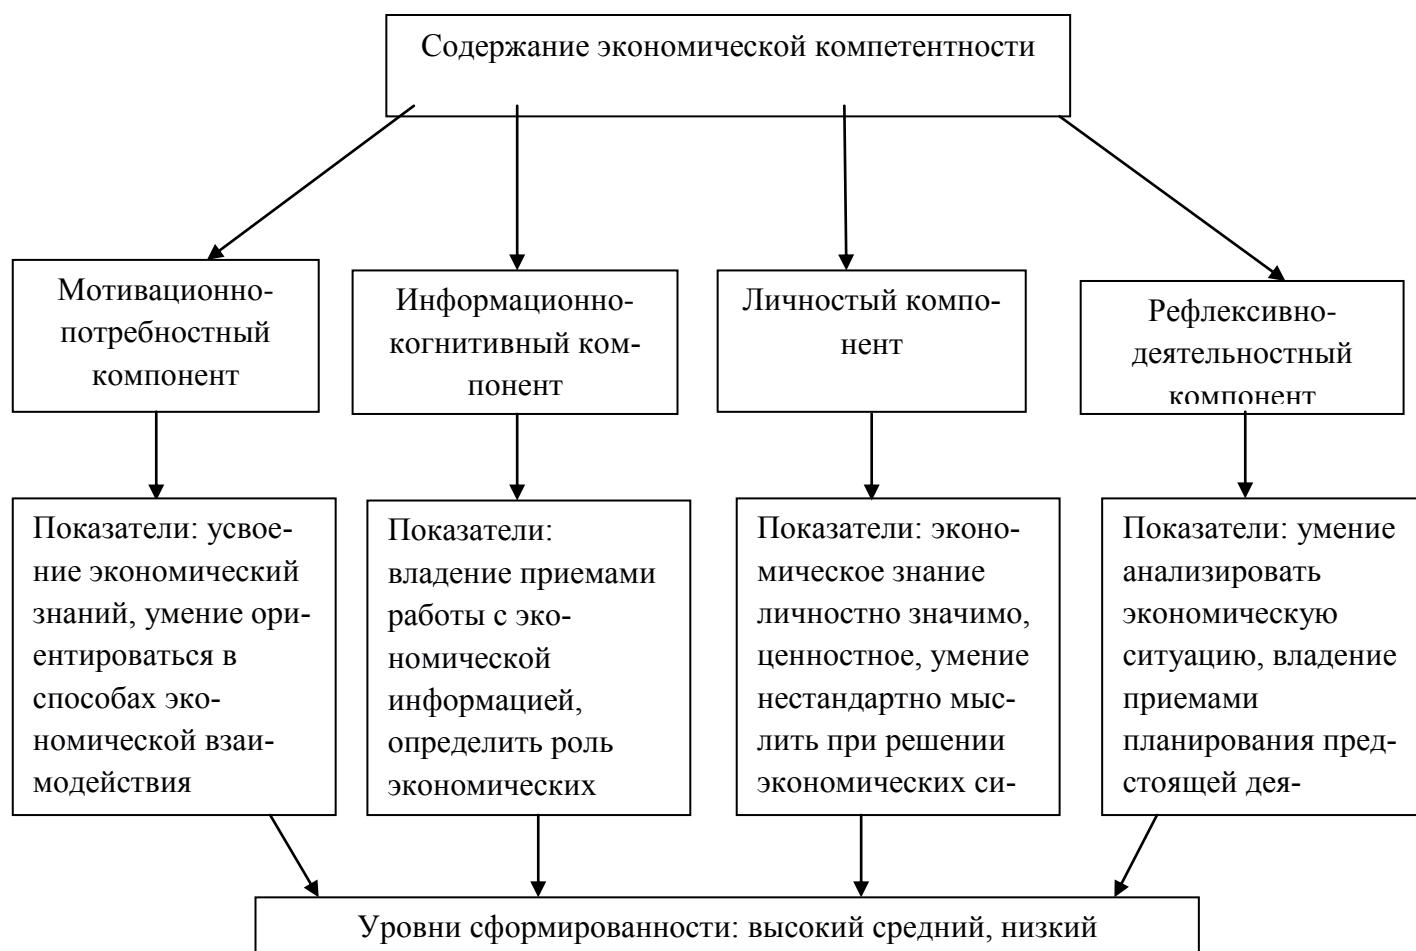 Содержание экономической компетентности
Мотивационно-
потребностный
компонент
Информационно-
когнитивный ком-
понент
Личностый компо-
нент
Рефлексивно-
деятельностный
компонент
Показатели: усвое-
ние экономический
знаний, умение ори-
ентироваться в
способах эко-
номической взаи-
модействия
Показатели:
владение приемами
работы с эко-
номической
информацией,
определить роль
экономических
Показатели: эконо-
мическое знание
личностно значимо,
ценностное, умение
нестандартно мыс-
лить при решении
экономических си-
Показатели: умение
анализировать
экономическую
ситуацию, владение
приемами
планирования пред-
стоящей дея-
Уровни сформированности: высокий средний, низкий